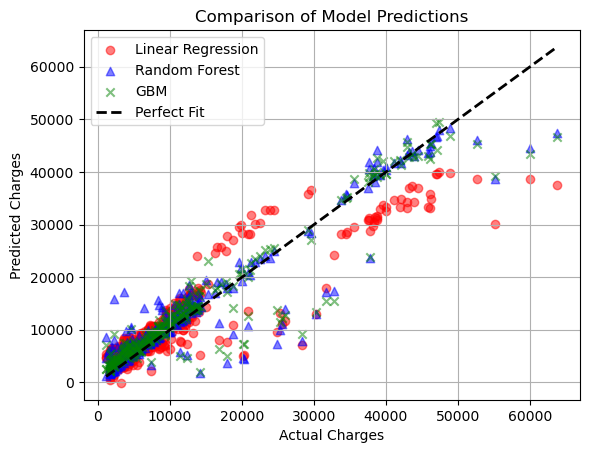 Comparison of Model Predictions
Linear Regression
Random Forest
GBM
Perfect Fit
Predicted Charges
60000
50000
40000
30000
20000
10000
0
0 10000 20000 30000 40000 50000 60000
Actual Charges